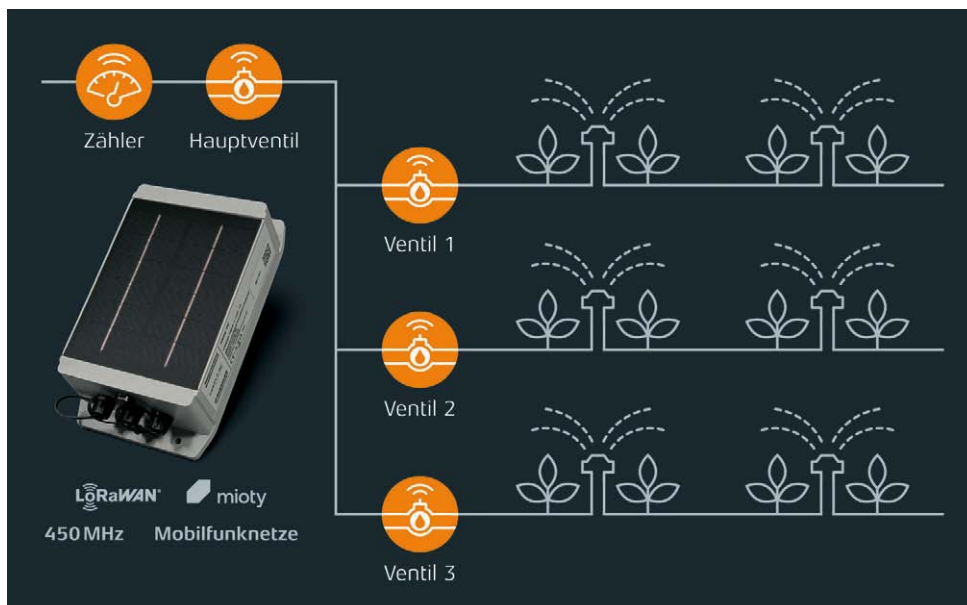 Zähler
Hauptventil
Ventil 1
Ventil 2
Ventil 3
LoRaWAN®
mioty
450 MHz
Mobilfunknetze